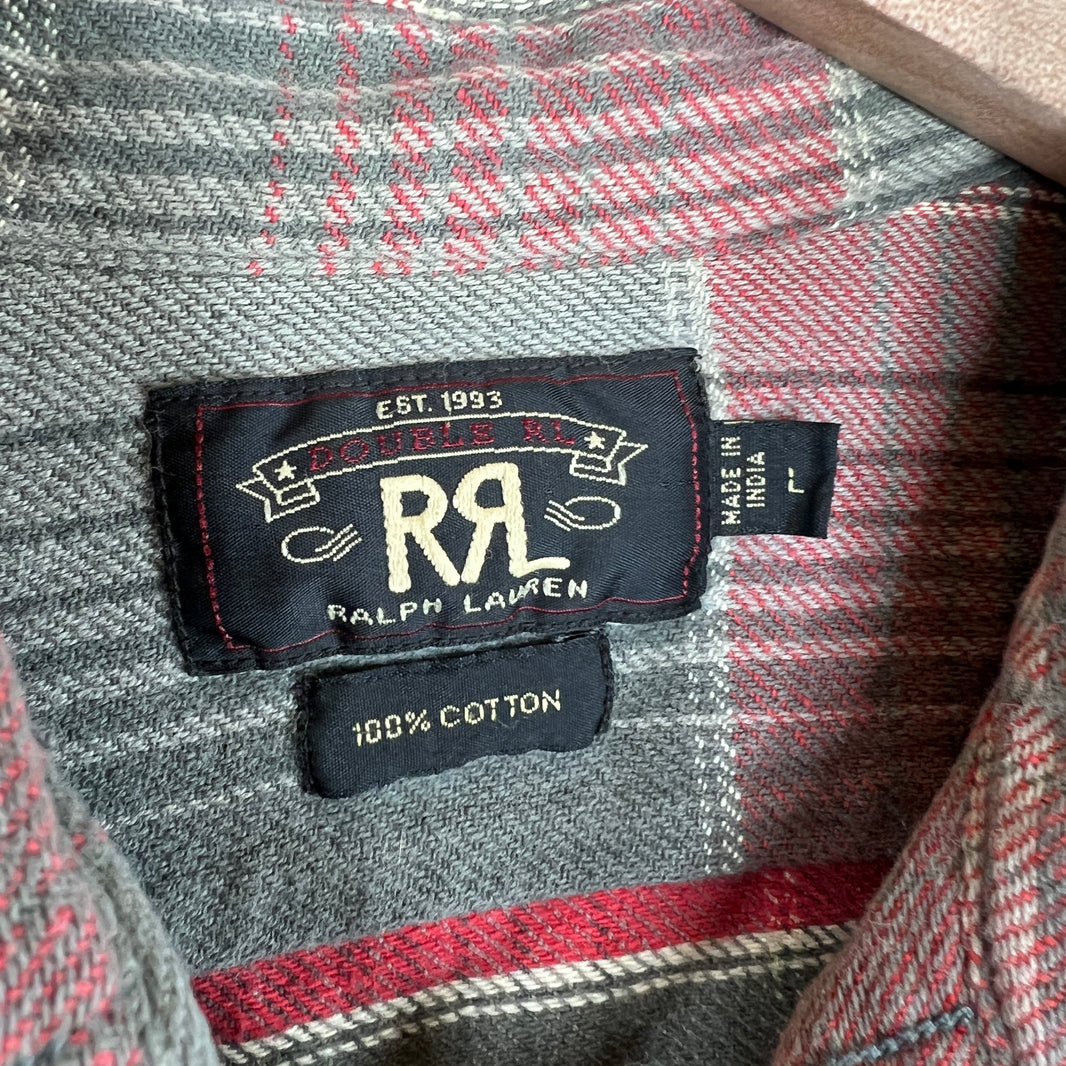 EST. 1993
DOUBLE RL
RRL
RALPH LAUREN
MADE IN
INDIA
L
100% COTTON